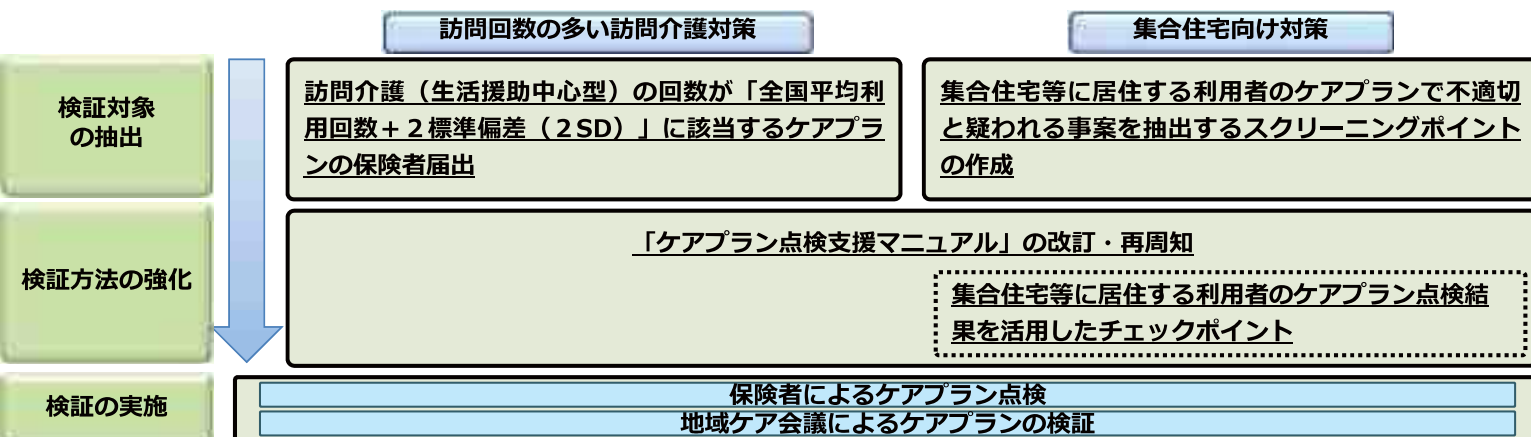 訪問回数の多い訪問介護対策
集合住宅向け対策
検証対象
の抽出
訪問介護（生活援助中心型）の回数が「全国平均利
用回数＋２標準偏差（２SD）」に該当するケアプラ
ンの保険者届出
集合住宅等に居住する利用者のケアプランで不適切
と疑われる事案を抽出するスクリーニングポイント
の作成
検証方法の強化
「ケアプラン点検支援マニュアル」の改訂・再周知
集合住宅等に居住する利用者のケアプラン点検結
果を活用したチェックポイント
検証の実施
保険者によるケアプラン点検
地域ケア会議によるケアプランの検証